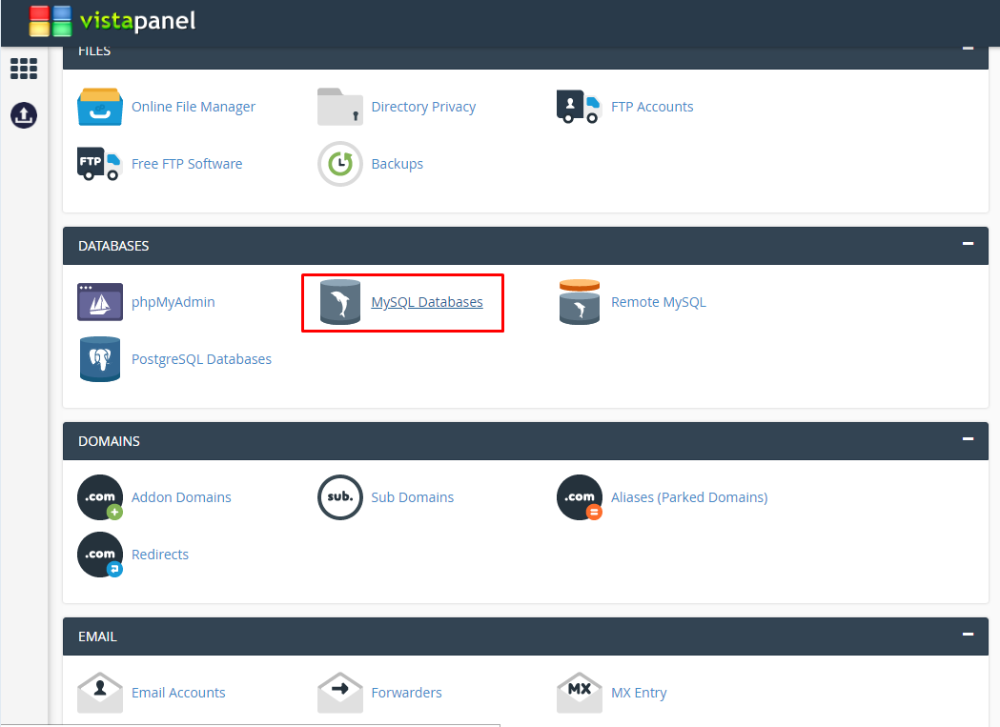 vistapanel
FILES
Online File Manager
Directory Privacy
FTP Accounts
FTP
Free FTP Software
Backups
DATABASES
phpMyAdmin
MySQL Databases
Remote MySQL
PostgreSQL Databases
DOMAINS
.com
Addon Domains
sub.
Sub Domains
.com
Aliases (Parked Domains)
.com
Redirects
EMAIL
Email Accounts
Forwarders
MX
MX Entry